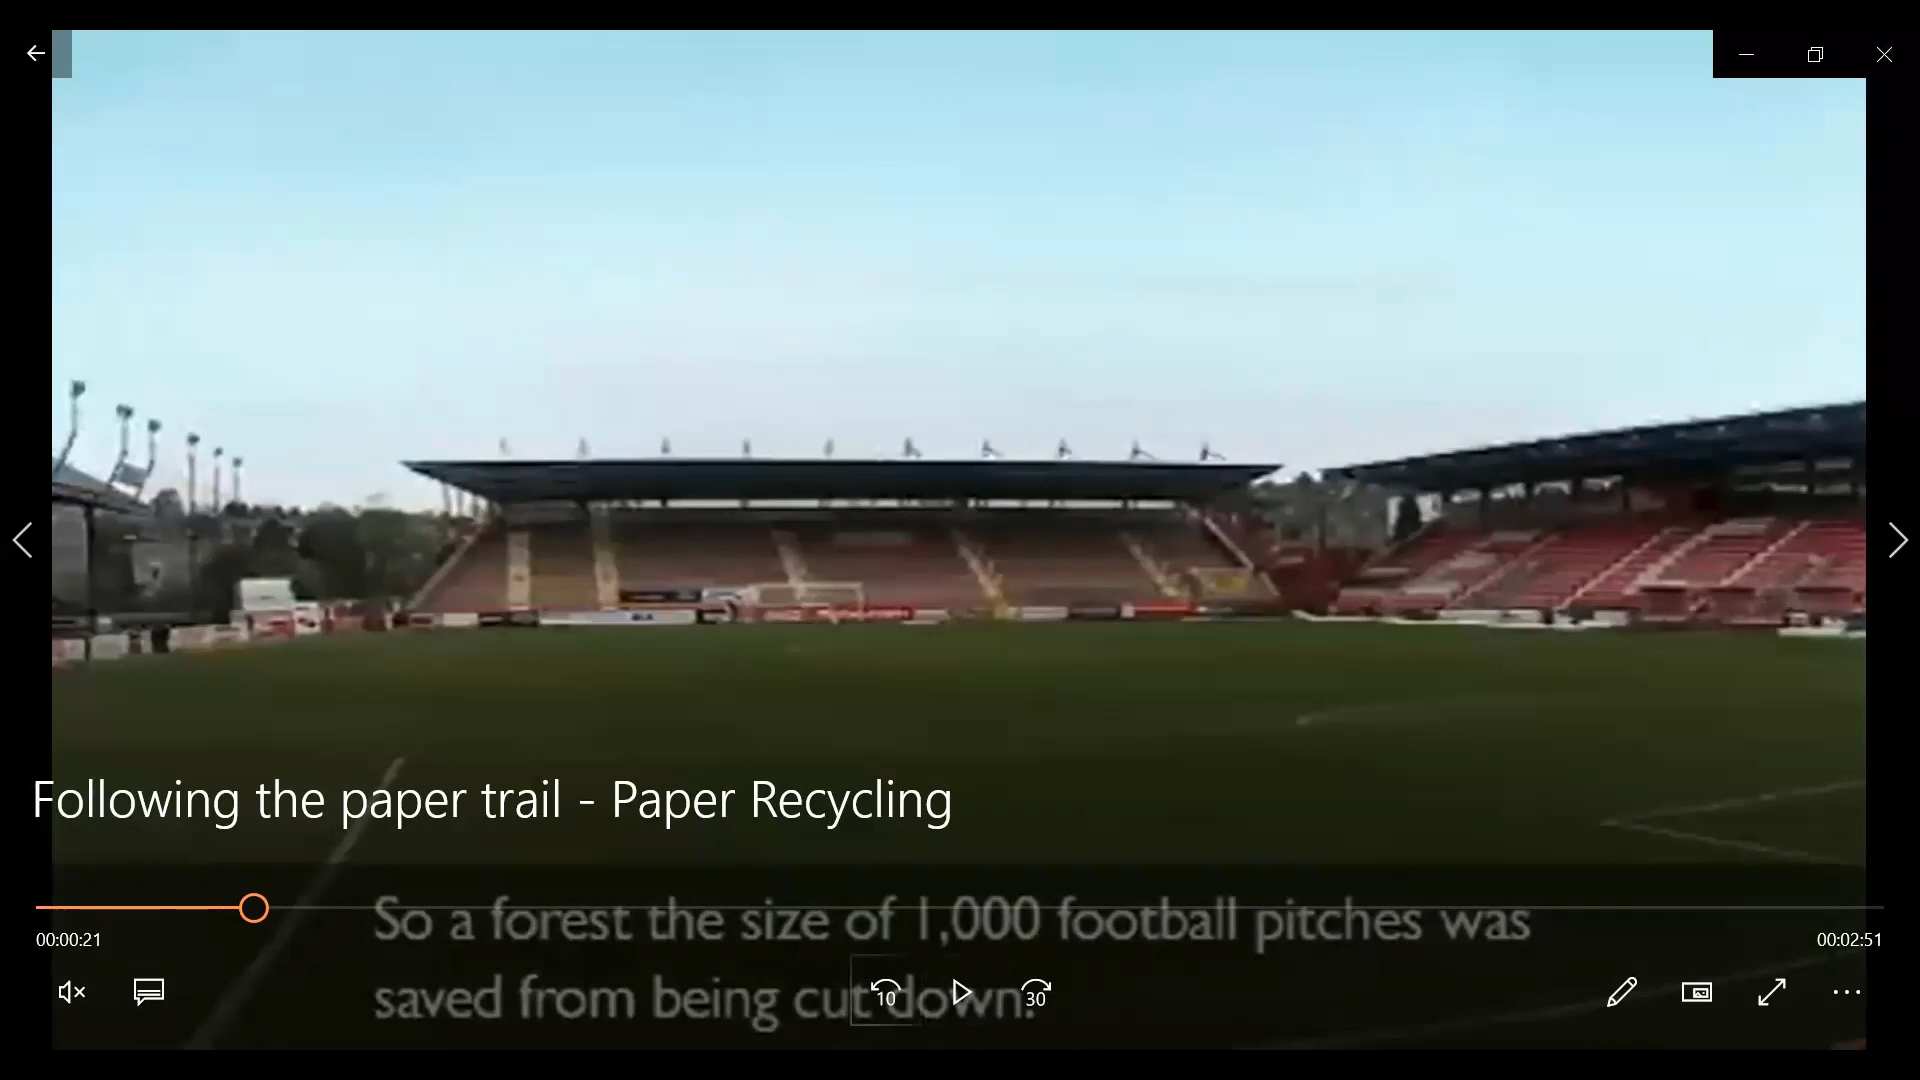 Following the paper trail - Paper Recycling
So a forest the size of 1,000 football pitches was
00:00:21
00:02:51
saved from being cut down.
10
30